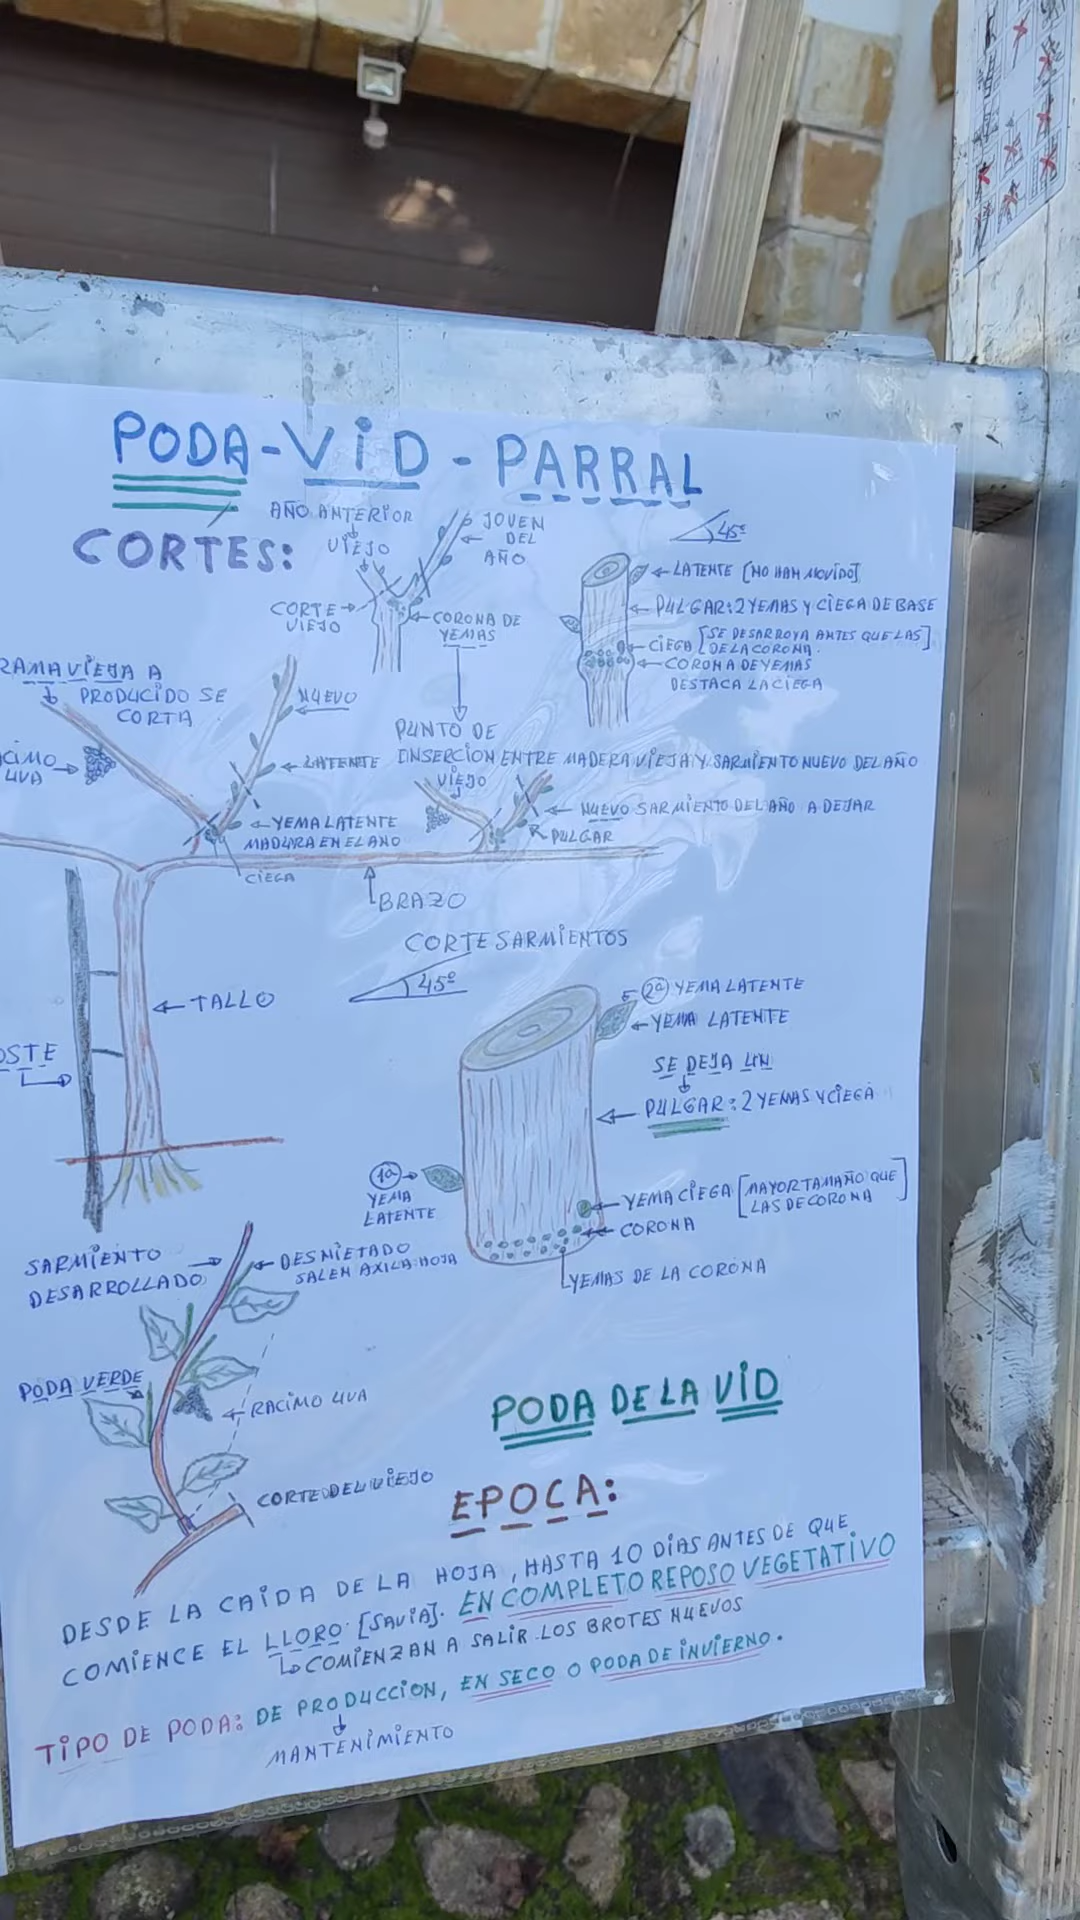 PODA-VID-PARRAL
CORTES:
AÑO ANTERIOR
VIEJO
JOVEN
DEL
AÑO
45º
CORTE
VIEJO
CORONA DE
YEMAS
LATENTE [NO HAN MOVIDO]
PULGAR: 2 YEMAS Y CIEGA DE BASE
CIEGA [SE DESARROYA ANTES QUE LAS]
DE LA CORONA.
CORONA DE YEMAS
DESTACA LA CIEGA
RAMA VIEJA A
PRODUCIDO SE
CORTA
NUEVO
UVA
LATENTE
PUNTO DE
INSERCION ENTRE MADERA VIEJA Y SARMIENTO NUEVO DEL AÑO
VIEJO
NUEVO SARMIENTO DEL AÑO A DEJAR
PULGAR
YEMA LATENTE
MADURA EN EL AÑO
CIEGA
BRAZO
CORTE SARMIENTOS
45º
TALLO
2ª YEMA LATENTE
YEMA LATENTE
SE DEJA UN
PULGAR: 2 YEMAS Y CIEGA
1ª
YEMA
LATENTE
YEMA CIEGA [MAYOR TAMAÑO QUE
LAS DE CORONA]
CORONA
YEMAS DE LA CORONA
SARMIENTO
DESARROLLADO
DESNIETADO
SALEN AXILA HOJA
PODA VERDE
RACIMO UVA
CORTE DEL VIEJO
PODA DE LA VID
EPOCA:
DESDE LA CAIDA DE LA HOJA, HASTA 10 DIAS ANTES DE QUE
COMIENCE EL LLORO [SAVIA]. EN COMPLETO REPOSO VEGETATIVO
COMIENZAN A SALIR LOS BROTES NUEVOS
TIPO DE PODA: DE PRODUCCION, EN SECO O PODA DE INVIERNO.
MANTENIMIENTO